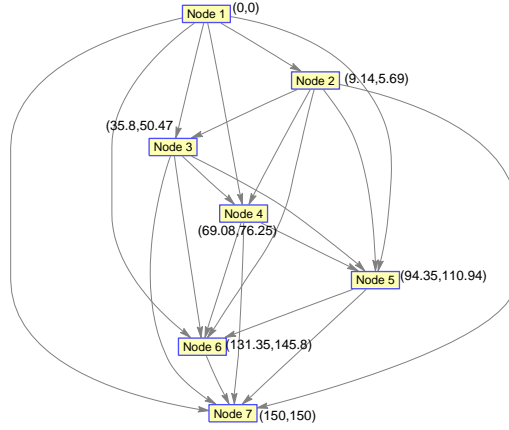 Node 1 (0,0)
Node 2 (9.14,5.69)
(35.8,50.47
Node 3
Node 4
(69.08,76.25)
Node 5 (94.35,110.94)
Node 6 (131.35,145.8)
Node 7 (150,150)